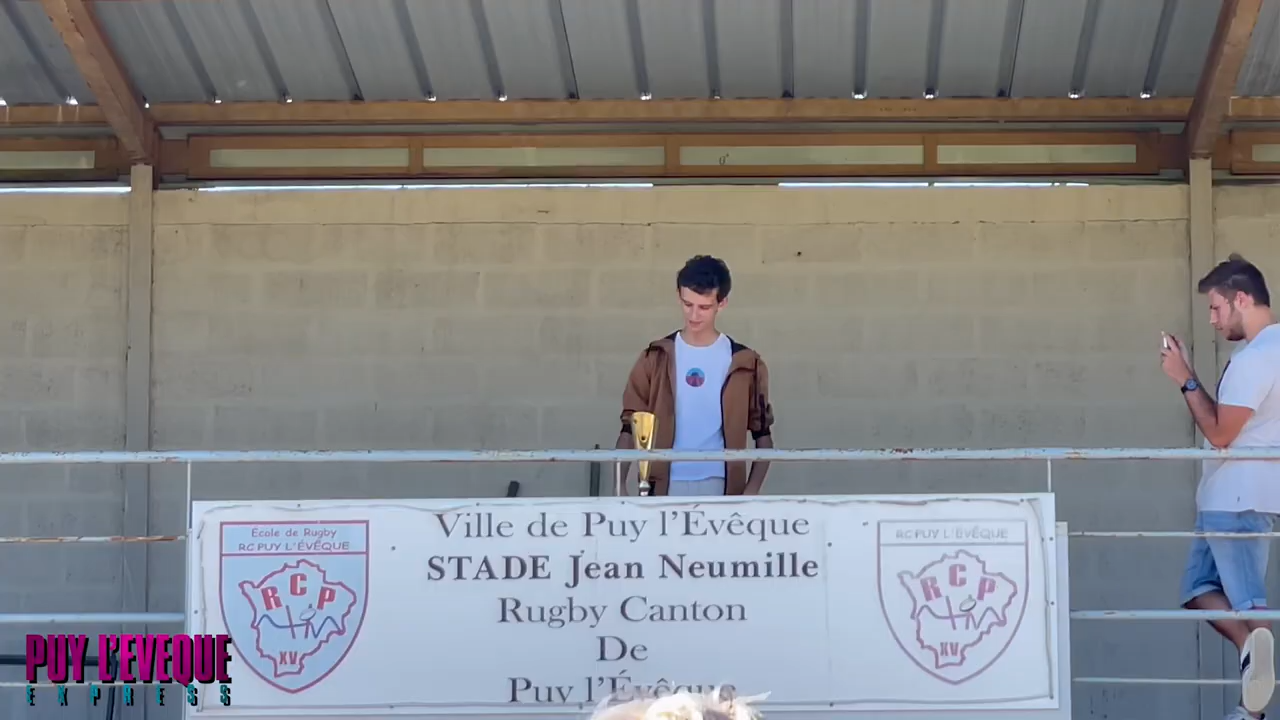 École de Rugby
RC PUY L'ÉVÊQUE
RCP
XV
Ville de Puy l'Évêque
STADE Jean Neumille
Rugby Canton
De
Puy l'Évêque
RC PUY L'ÉVÊQUE
RCP
XV
PUY L'EVEQUE
EXPRESS